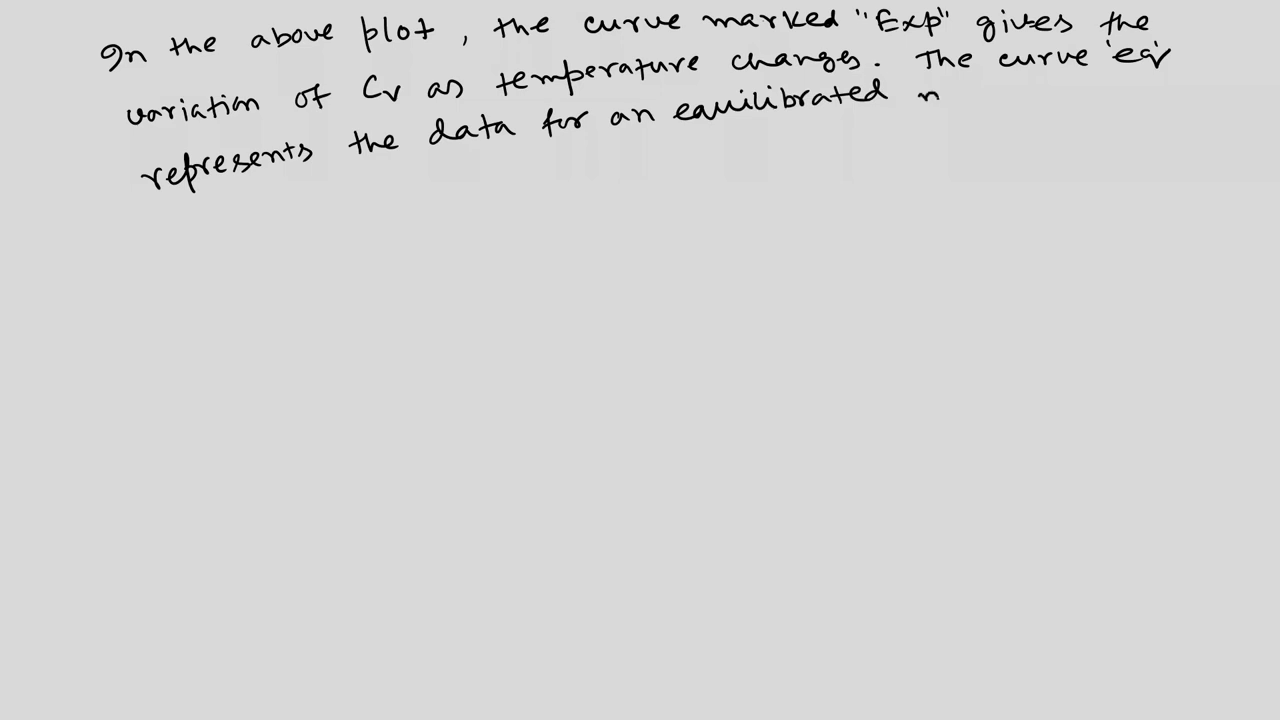 In the above plot, the curve marked "Exp" gives the
variation of Cv as temperature changes. The curve 'eq'
represents the data for an equilibrated n